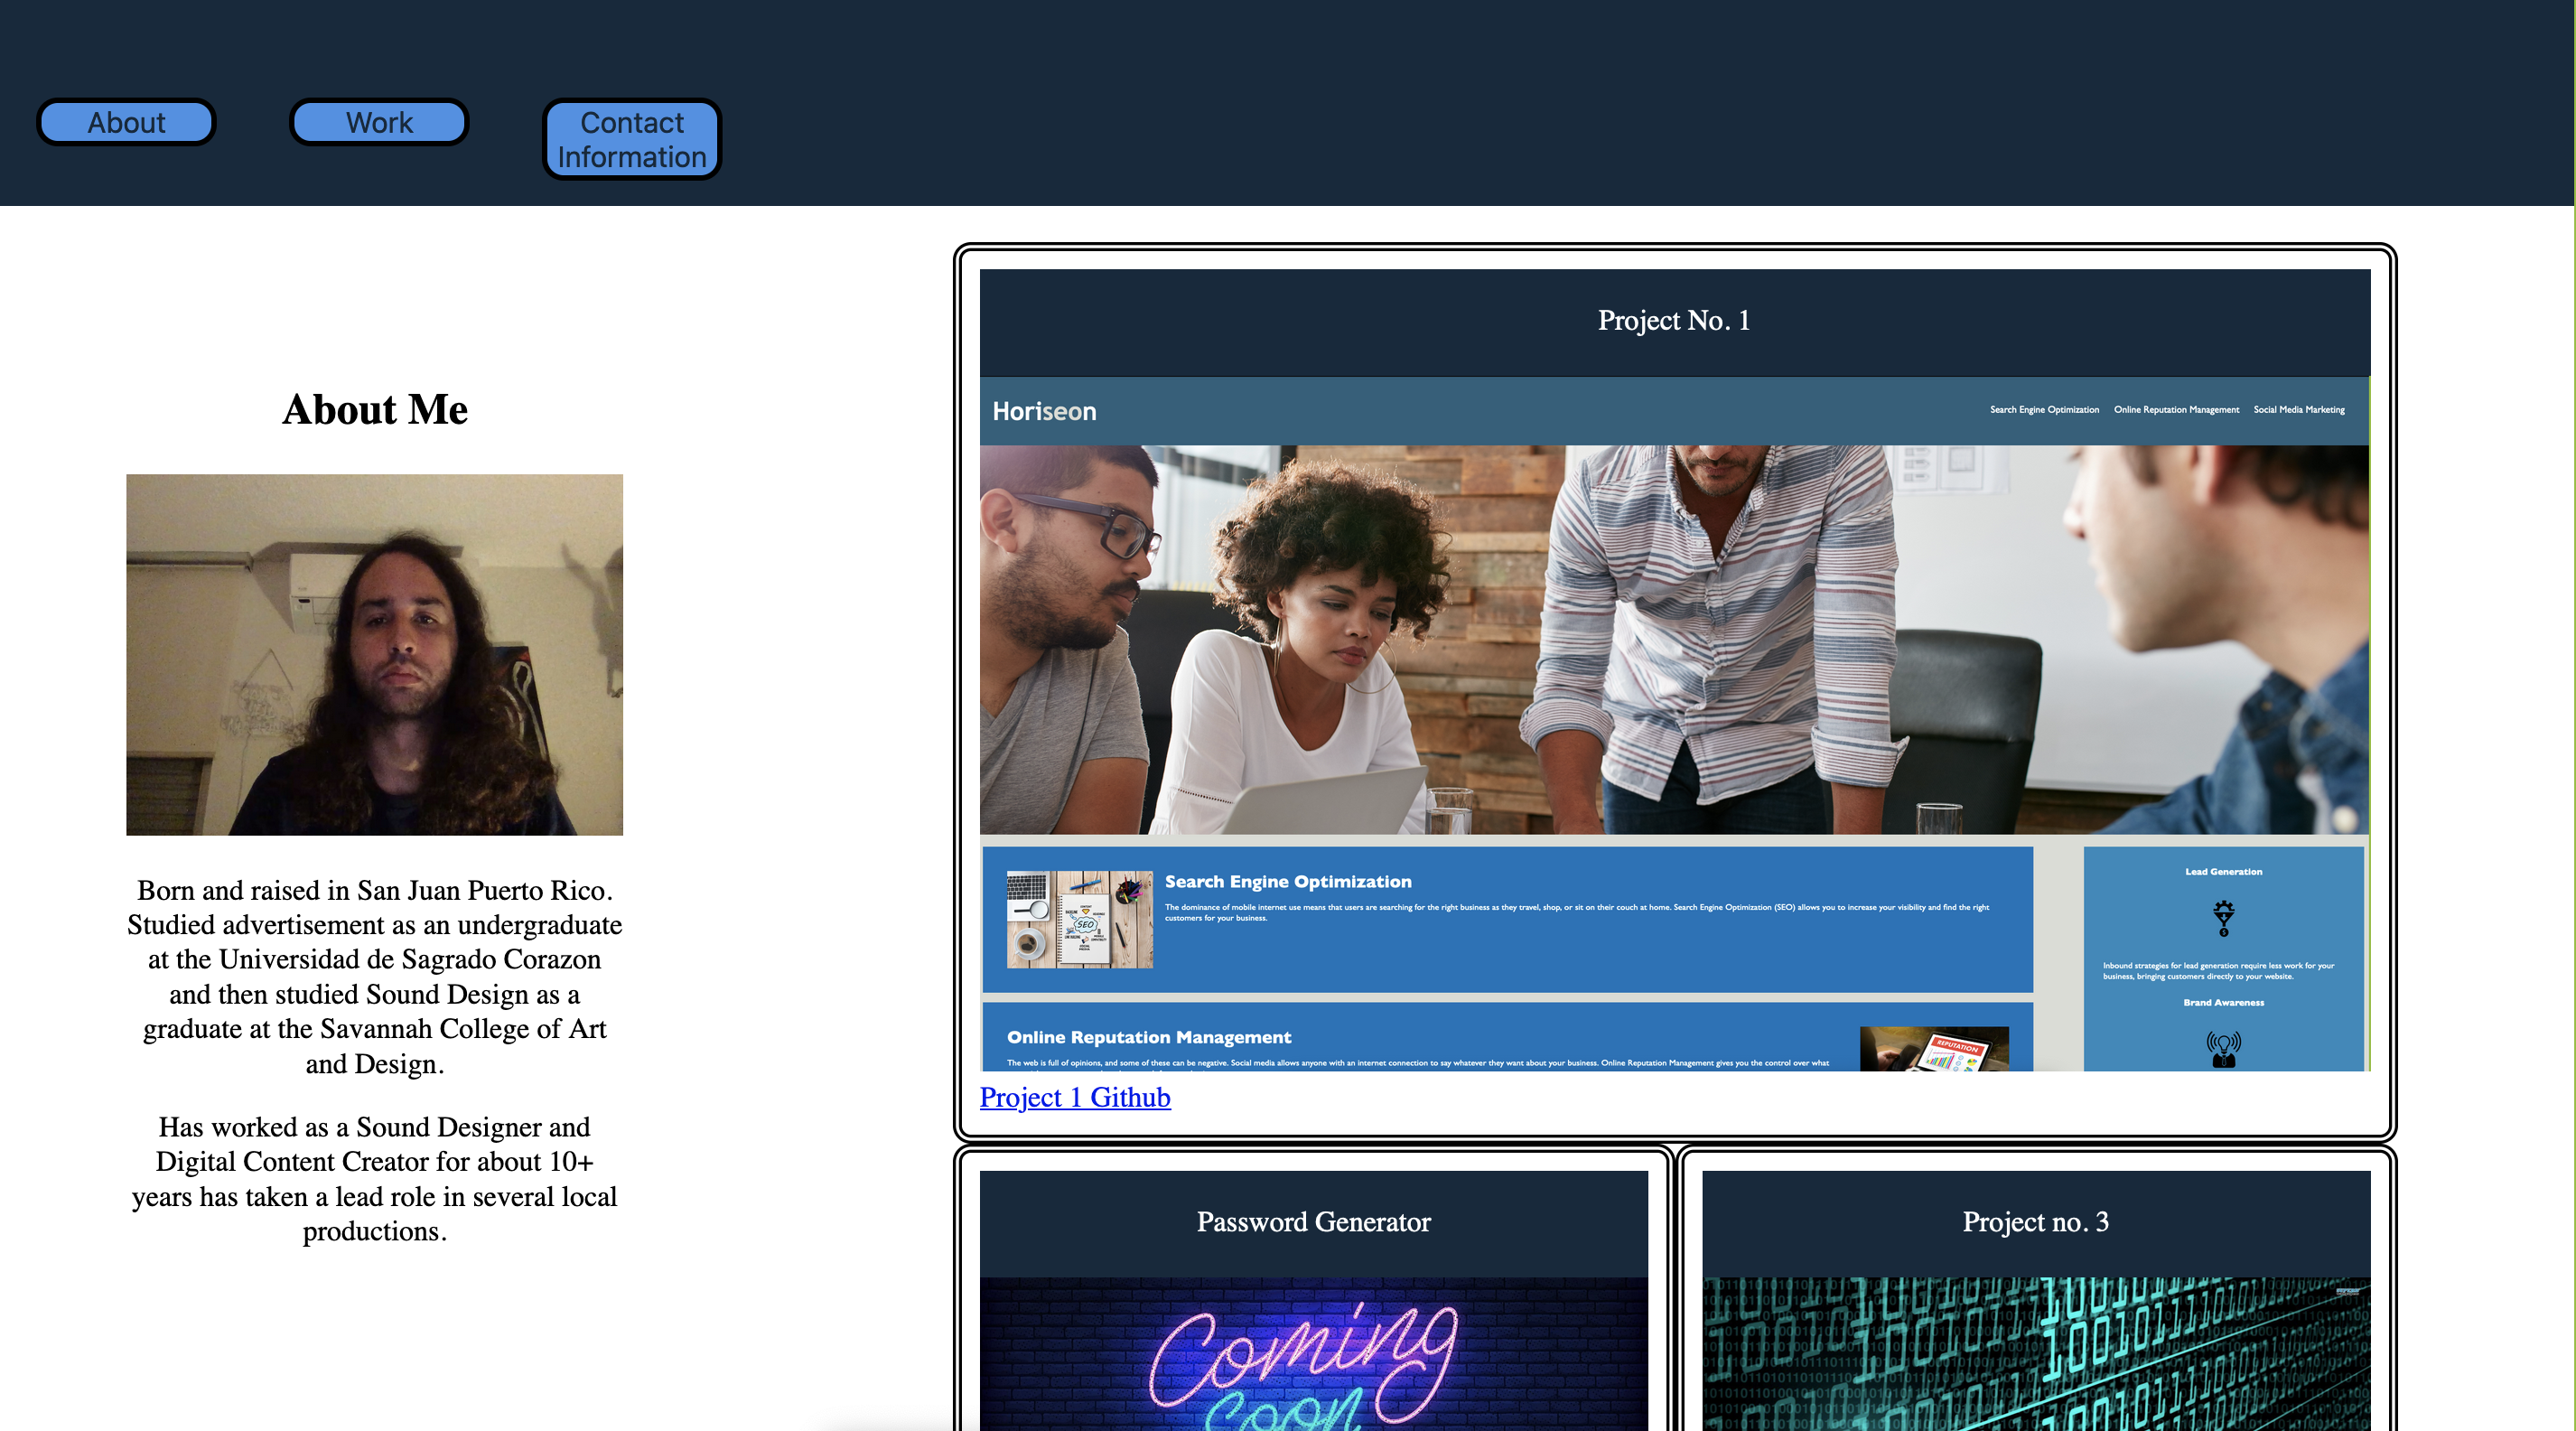 About
Work
Contact
Information
About Me
Born and raised in San Juan Puerto Rico.
Studied advertisement as an undergraduate
at the Universidad de Sagrado Corazon
and then studied Sound Design as a
graduate at the Savannah College of Art
and Design.
Has worked as a Sound Designer and
Digital Content Creator for about 10+
years has taken a lead role in several local
productions.
Project No. 1
Horiseon
Search Engine Optimization
Online Reputation Management
Social Media Marketing
Search Engine Optimization
The dominance of mobile internet use means that users are searching for the right business as they travel, shop, or sit on their couch at home. Search Engine Optimization (SEO) allows you to increase your visibility and find the right
customers for your business.
SEO
Online Reputation Management
The web is full of opinions, and some of these can be negative. Social media allows anyone with an internet connection to say whatever they want about your business. Online Reputation Management gives you the control over what
REPUTATION
Lead Generation
Inbound strategies for lead generation require less work for your
business, bringing customers directly to your website.
Brand Awareness
Project 1 Github
Password Generator
Coming
soon
Project no. 3